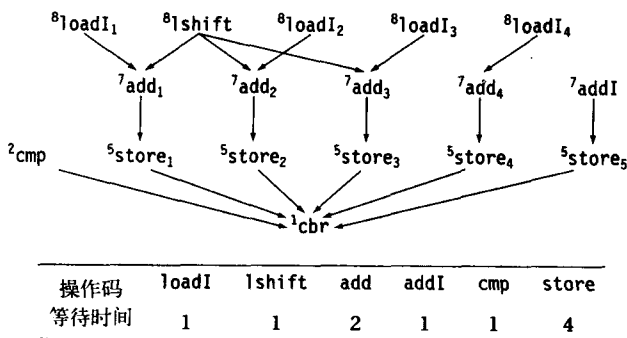 ⁸loadI₁ ⁸lshift ⁸loadI₂ ⁸loadI₃ ⁸loadI₄
⁷add₁ ⁷add₂ ⁷add₃ ⁷add₄ ⁷addI
²cmp ⁵store₁ ⁵store₂ ⁵store₃ ⁵store₄ ⁵store₅
¹cbr
操作码 loadI lshift add addI cmp store
等待时间 1 1 2 1 1 4